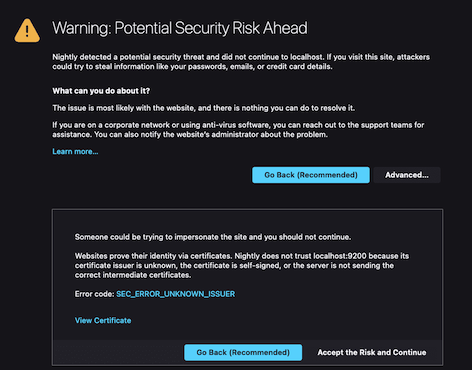 Warning: Potential Security Risk Ahead
Nightly detected a potential security threat and did not continue to localhost. If you visit this site, attackers
could try to steal information like your passwords, emails, or credit card details.
What can you do about it?
The issue is most likely with the website, and there is nothing you can do to resolve it.
If you are on a corporate network or using anti-virus software, you can reach out to the support teams for
assistance. You can also notify the website's administrator about the problem.
Learn more...
Go Back (Recommended) Advanced...
Someone could be trying to impersonate the site and you should not continue.
Websites prove their identity via certificates. Nightly does not trust localhost:9200 because its
certificate issuer is unknown, the certificate is self-signed, or the server is not sending the
correct intermediate certificates.
Error code: SEC_ERROR_UNKNOWN_ISSUER
View Certificate
Go Back (Recommended) Accept the Risk and Continue